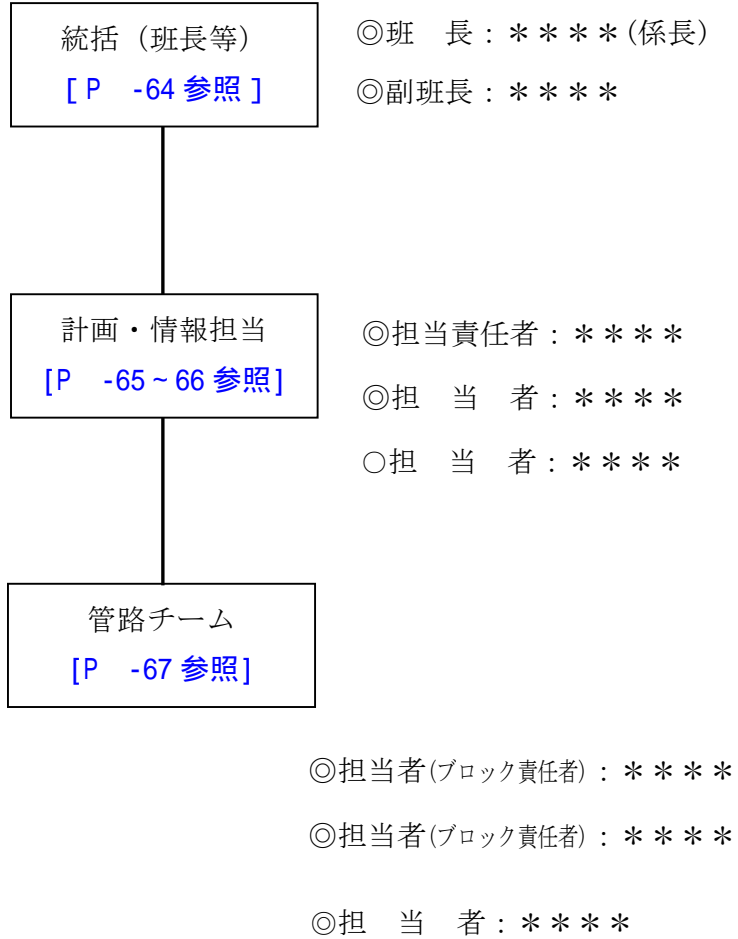 統括（班長等）
[P　-64 参照]
◎班　長：＊＊＊＊(係長)
◎副班長：＊＊＊＊
計画・情報担当
[P　-65～66 参照]
◎担当責任者：＊＊＊＊
◎担　当　者：＊＊＊＊
○担　当　者：＊＊＊＊
管路チーム
[P　-67 参照]
◎担当者(ブロック責任者)：＊＊＊＊
◎担当者(ブロック責任者)：＊＊＊＊
◎担　当　者：＊＊＊＊